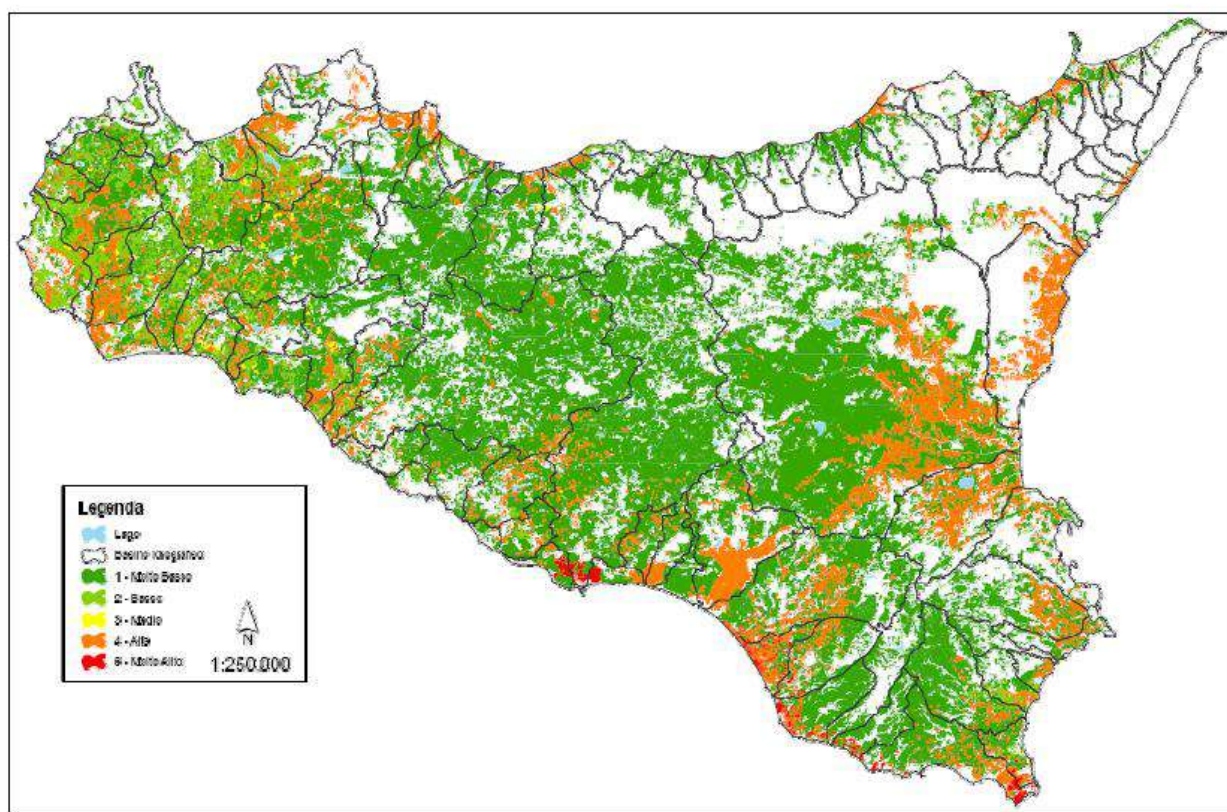 Legenda
Lago
Bacino Idrografico
1 - Molto Basso
2 - Basso
3 - Medio
4 - Alto
5 - Molto Alto
N
1:250.000